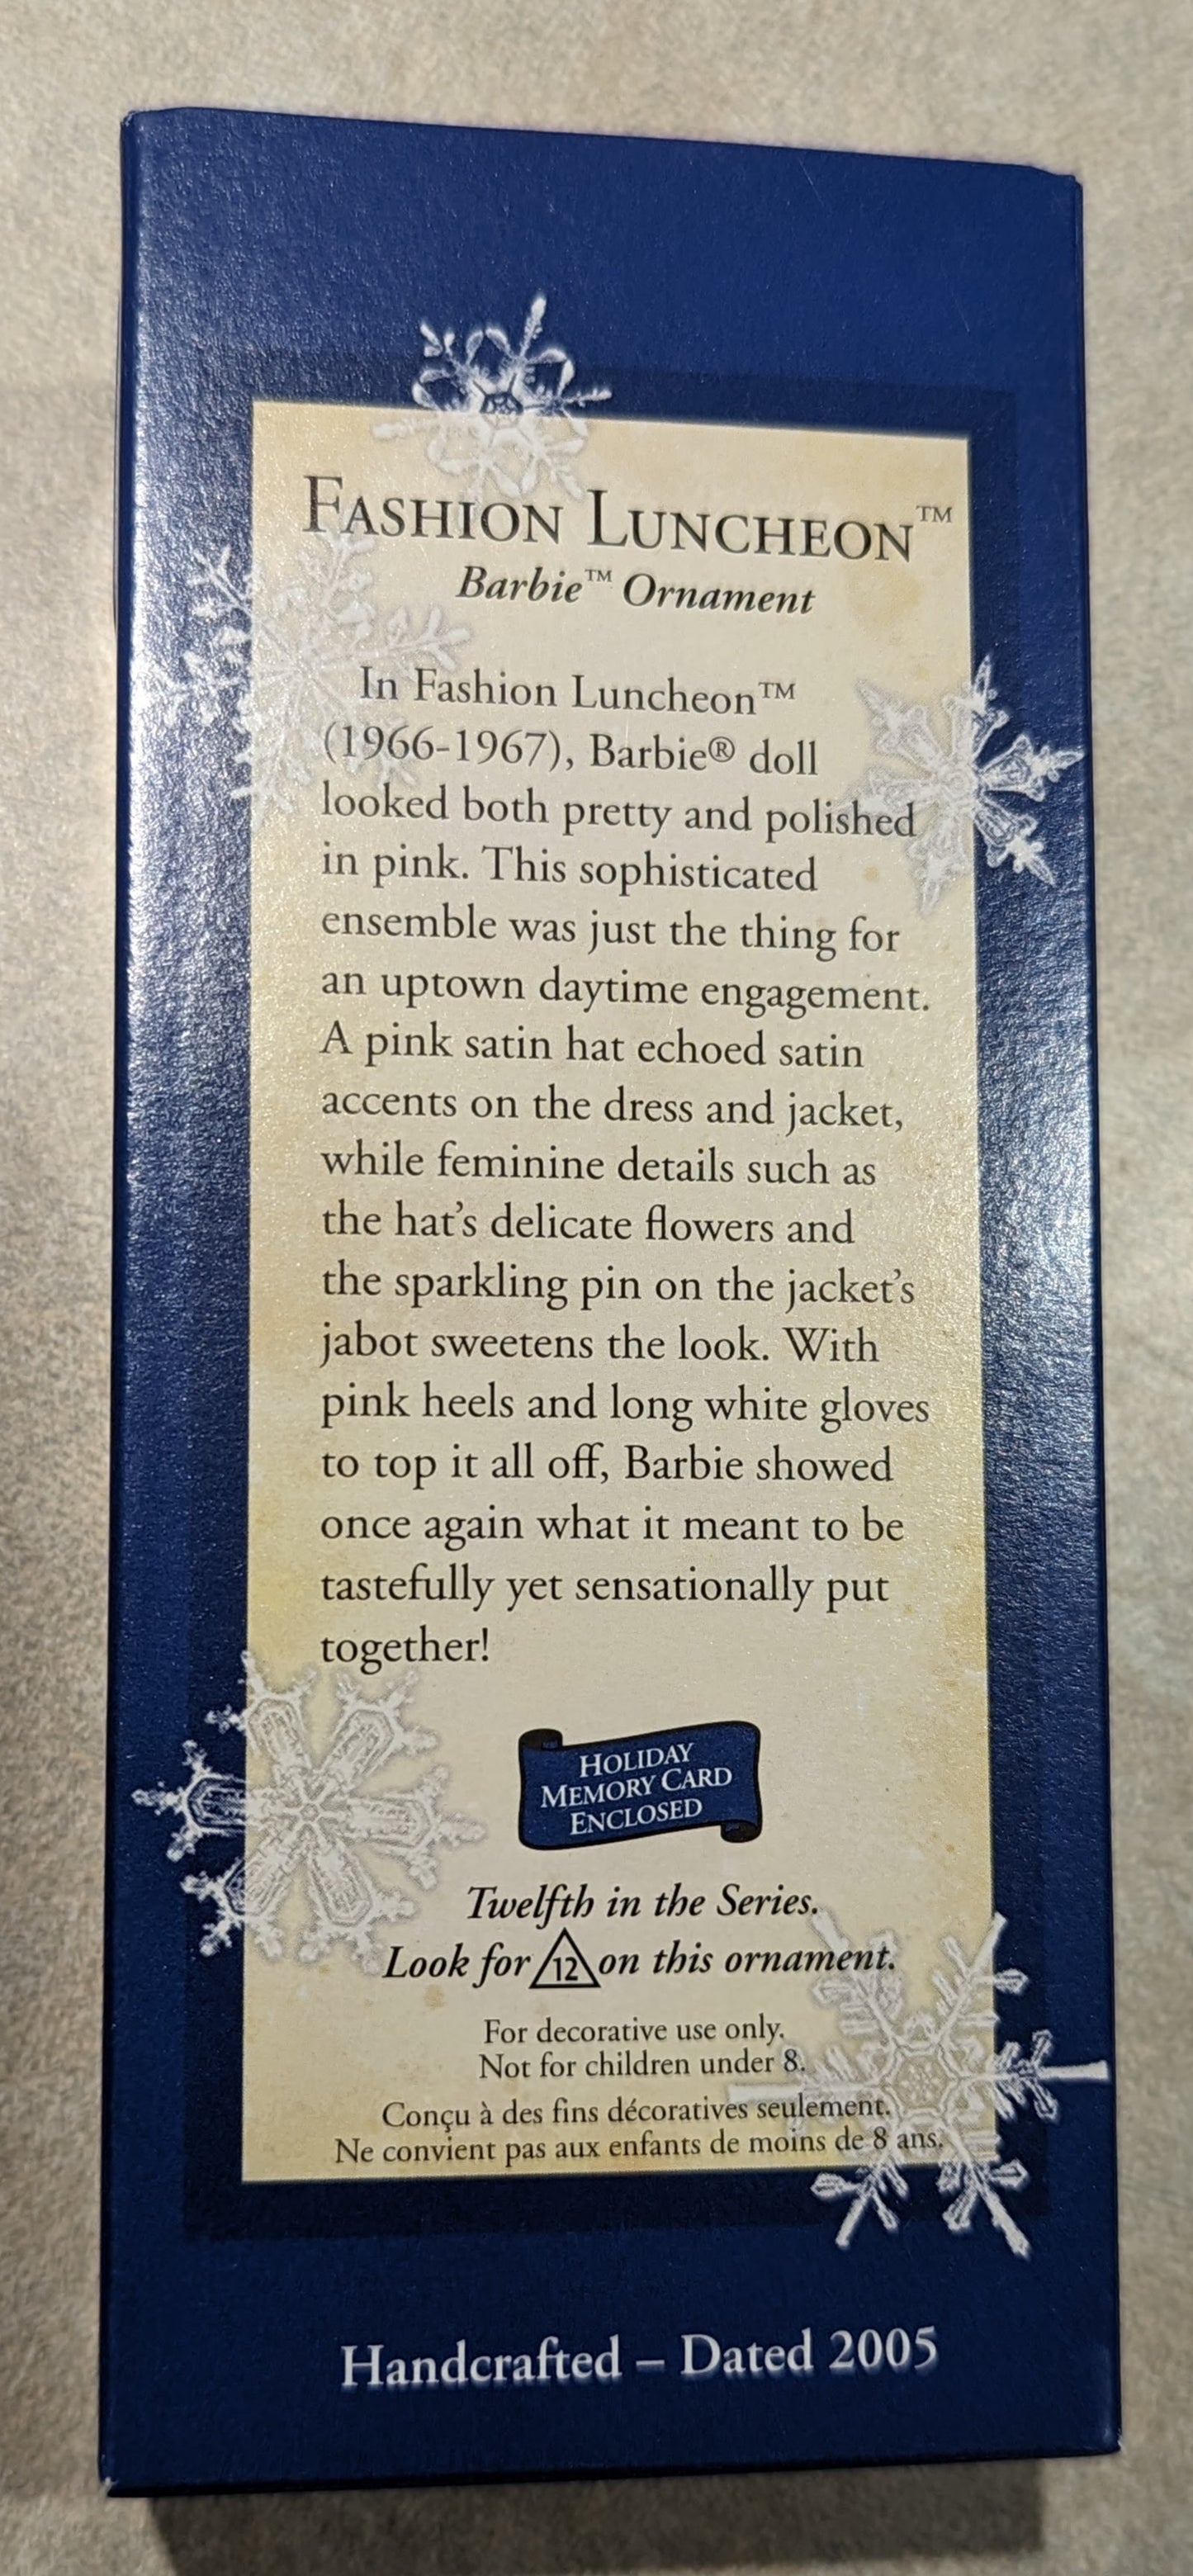 FASHION LUNCHEON™
Barbie™ Ornament
In Fashion Luncheon™
(1966-1967), Barbie® doll
looked both pretty and polished
in pink. This sophisticated
ensemble was just the thing for
an uptown daytime engagement.
A pink satin hat echoed satin
accents on the dress and jacket,
while feminine details such as
the hat's delicate flowers and
the sparkling pin on the jacket's
jabot sweetens the look. With
pink heels and long white gloves
to top it all off, Barbie showed
once again what it meant to be
tastefully yet sensationally put
together!
HOLIDAY
MEMORY CARD
ENCLOSED
Twelfth in the Series.
Look for 12 on this ornament.
For decorative use only.
Not for children under 8.
Conçu à des fins décoratives seulement.
Ne convient pas aux enfants de moins de 8 ans.
Handcrafted – Dated 2005